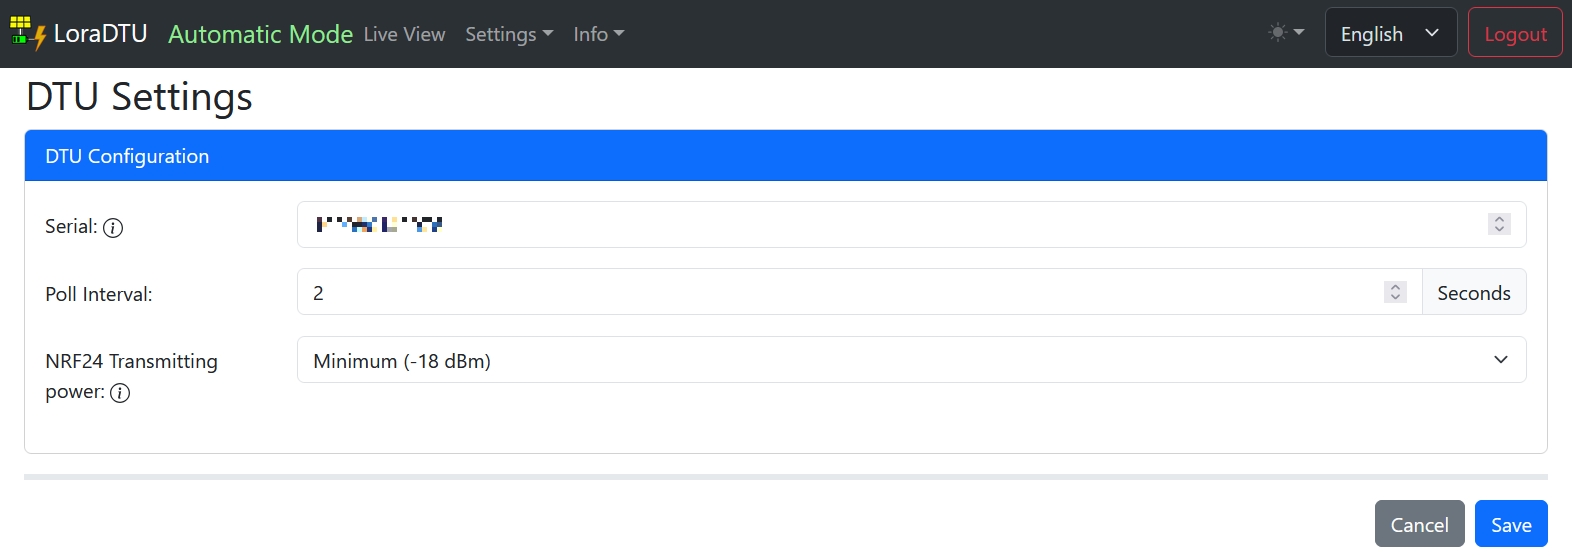 LoraDTU Automatic Mode Live View Settings Info English Logout
DTU Settings
DTU Configuration
Serial:
Poll Interval: 2 Seconds
NRF24 Transmitting power: Minimum (-18 dBm)
Cancel Save